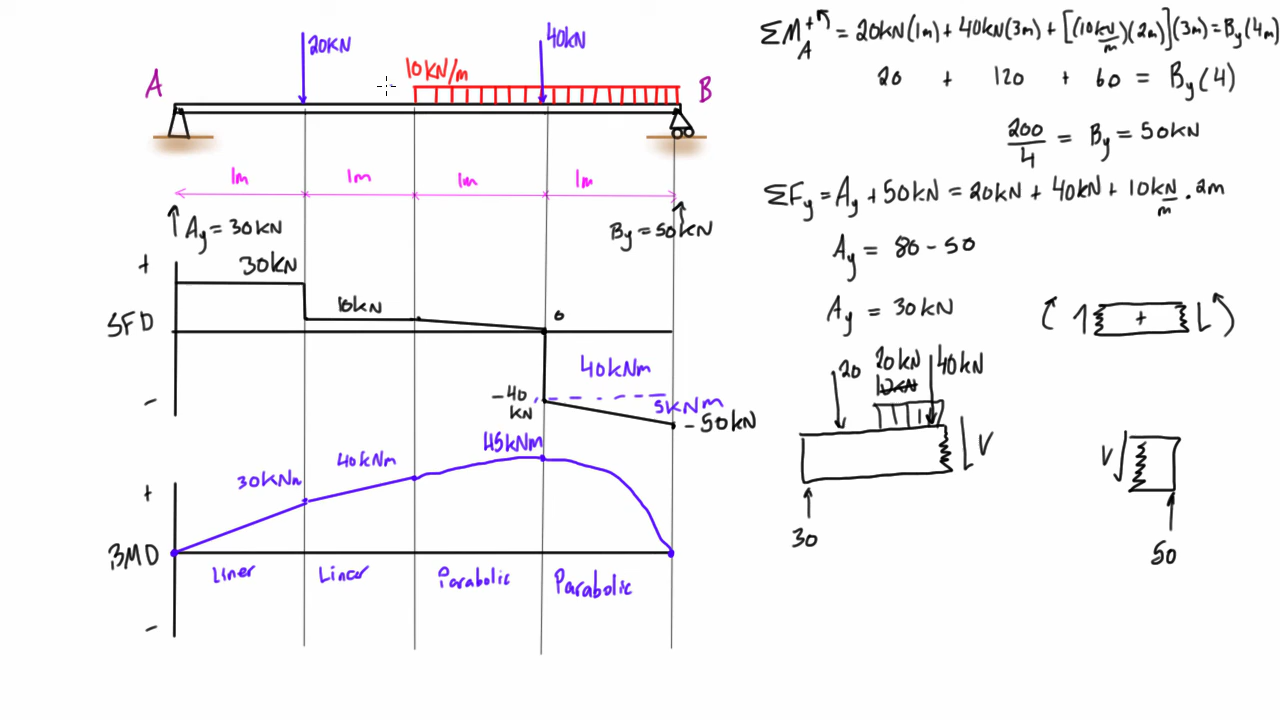 20KN
40KN
10KN/m
A
B
1m 1m 1m 1m
Ay = 30KN
By = 50KN
+
30KN
10KN
0
SFD
40KNm
-
-40
KN
5KNm
-50KN
45KNm
40KNm
30KNm
+
BMD
Liner Linear Parabolic Parabolic
-
ΣM_A + = 20KN(1m) + 40KN(3m) + [(10KN/m)(2m)](3m) = By(4m)
20 + 120 + 60 = By(4)
200/4 = By = 50KN
ΣFy = Ay + 50KN = 20KN + 40KN + 10KN/m . 2m
Ay = 80 - 50
Ay = 30KN
+
20
20KN
40KN
10KN
V
30
V
50